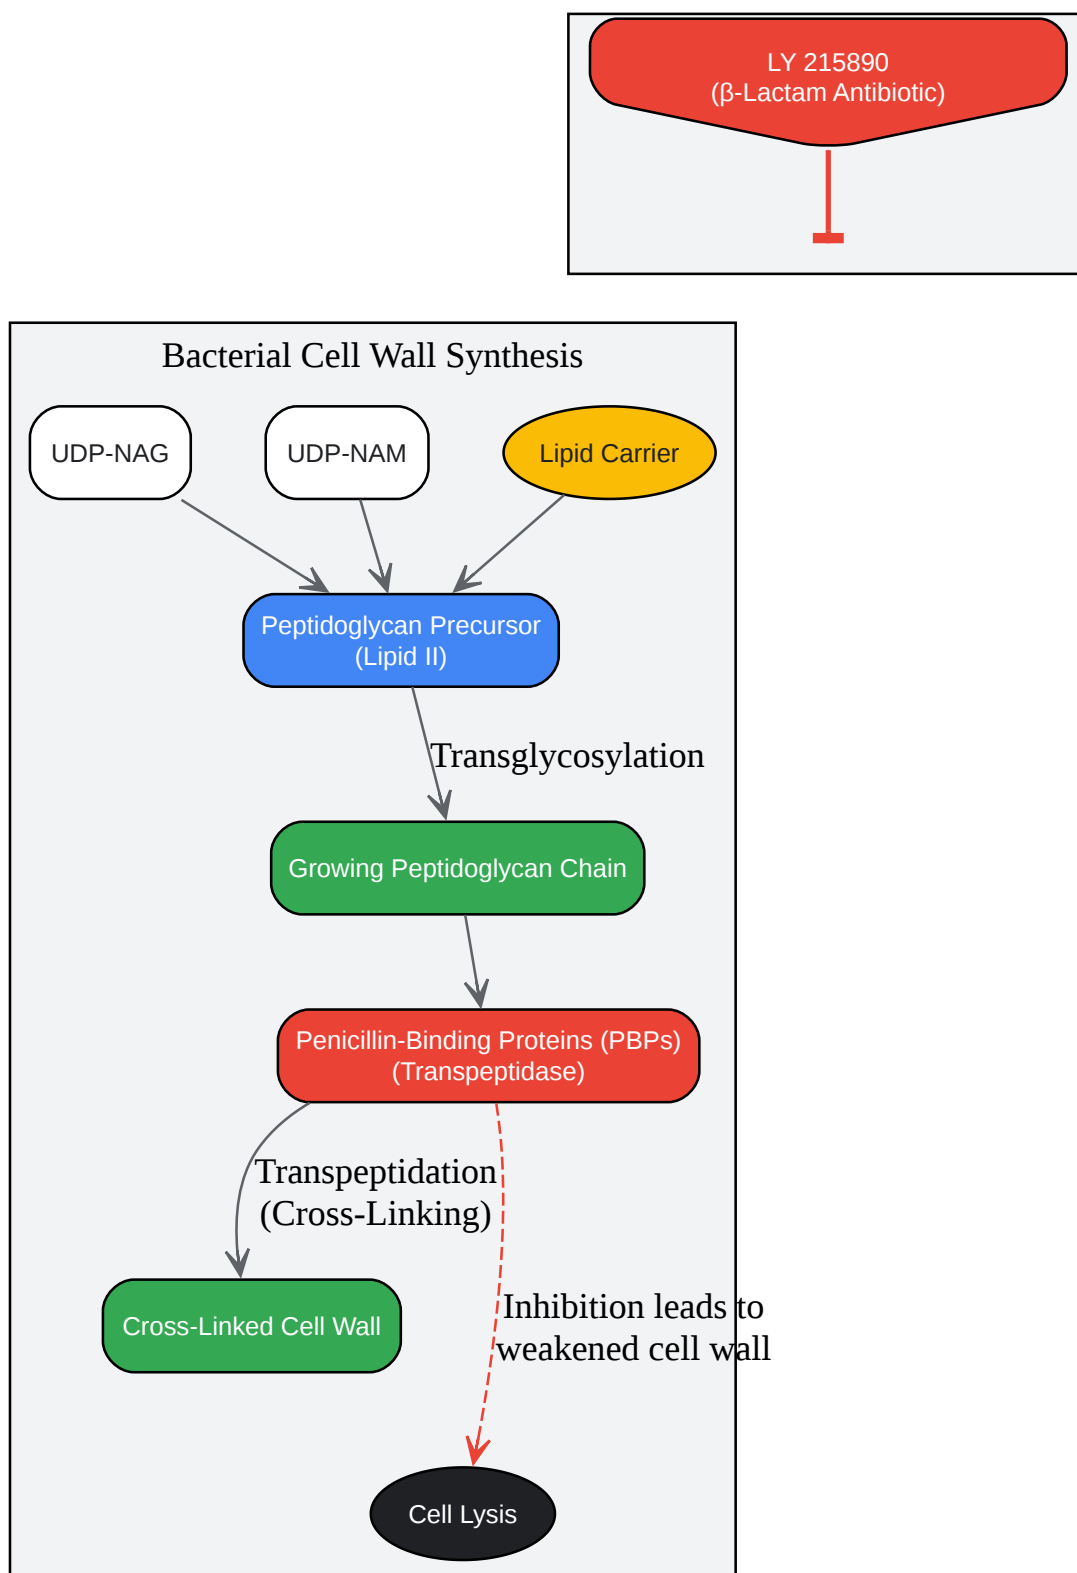 LY 215890
(β-Lactam Antibiotic)
Bacterial Cell Wall Synthesis
UDP-NAG
UDP-NAM
Lipid Carrier
Peptidoglycan Precursor
(Lipid II)
Transglycosylation
Growing Peptidoglycan Chain
Penicillin-Binding Proteins (PBPs)
(Transpeptidase)
Transpeptidation
(Cross-Linking)
Cross-Linked Cell Wall
Inhibition leads to
weakened cell wall
Cell Lysis